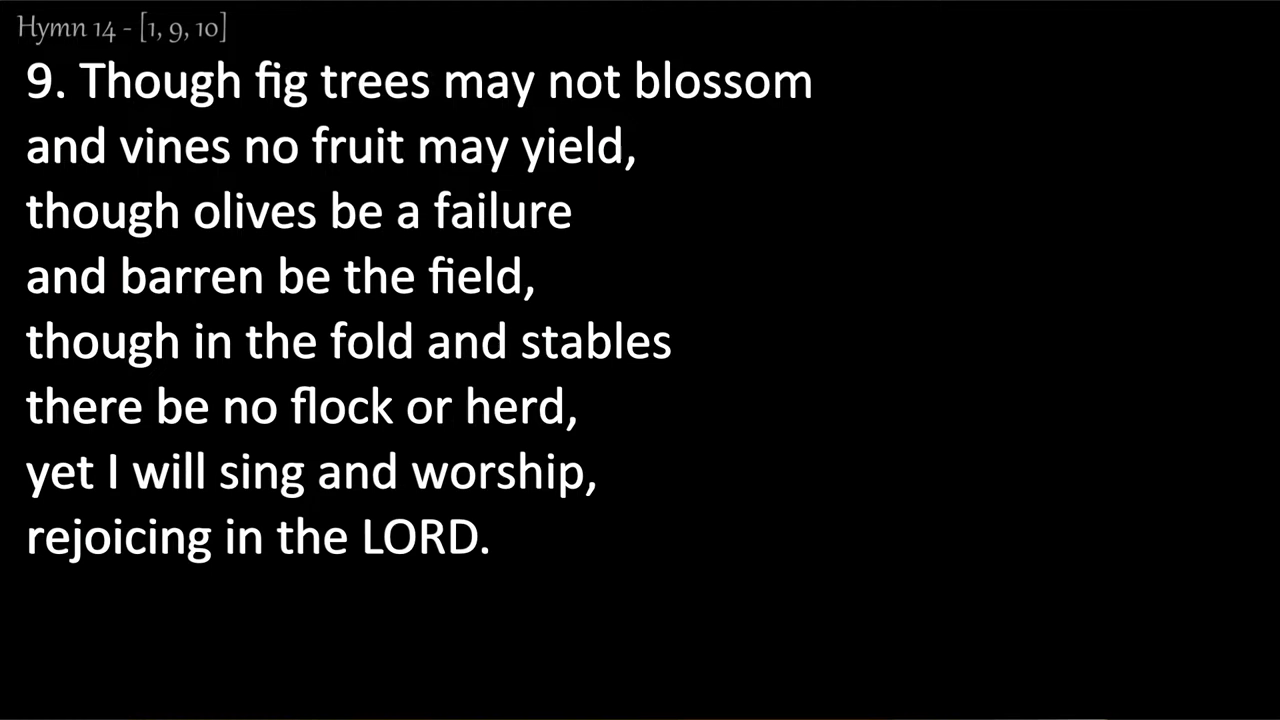 Hymn 14 - [1, 9, 10]
9. Though fig trees may not blossom
and vines no fruit may yield,
though olives be a failure
and barren be the field,
though in the fold and stables
there be no flock or herd,
yet I will sing and worship,
rejoicing in the LORD.